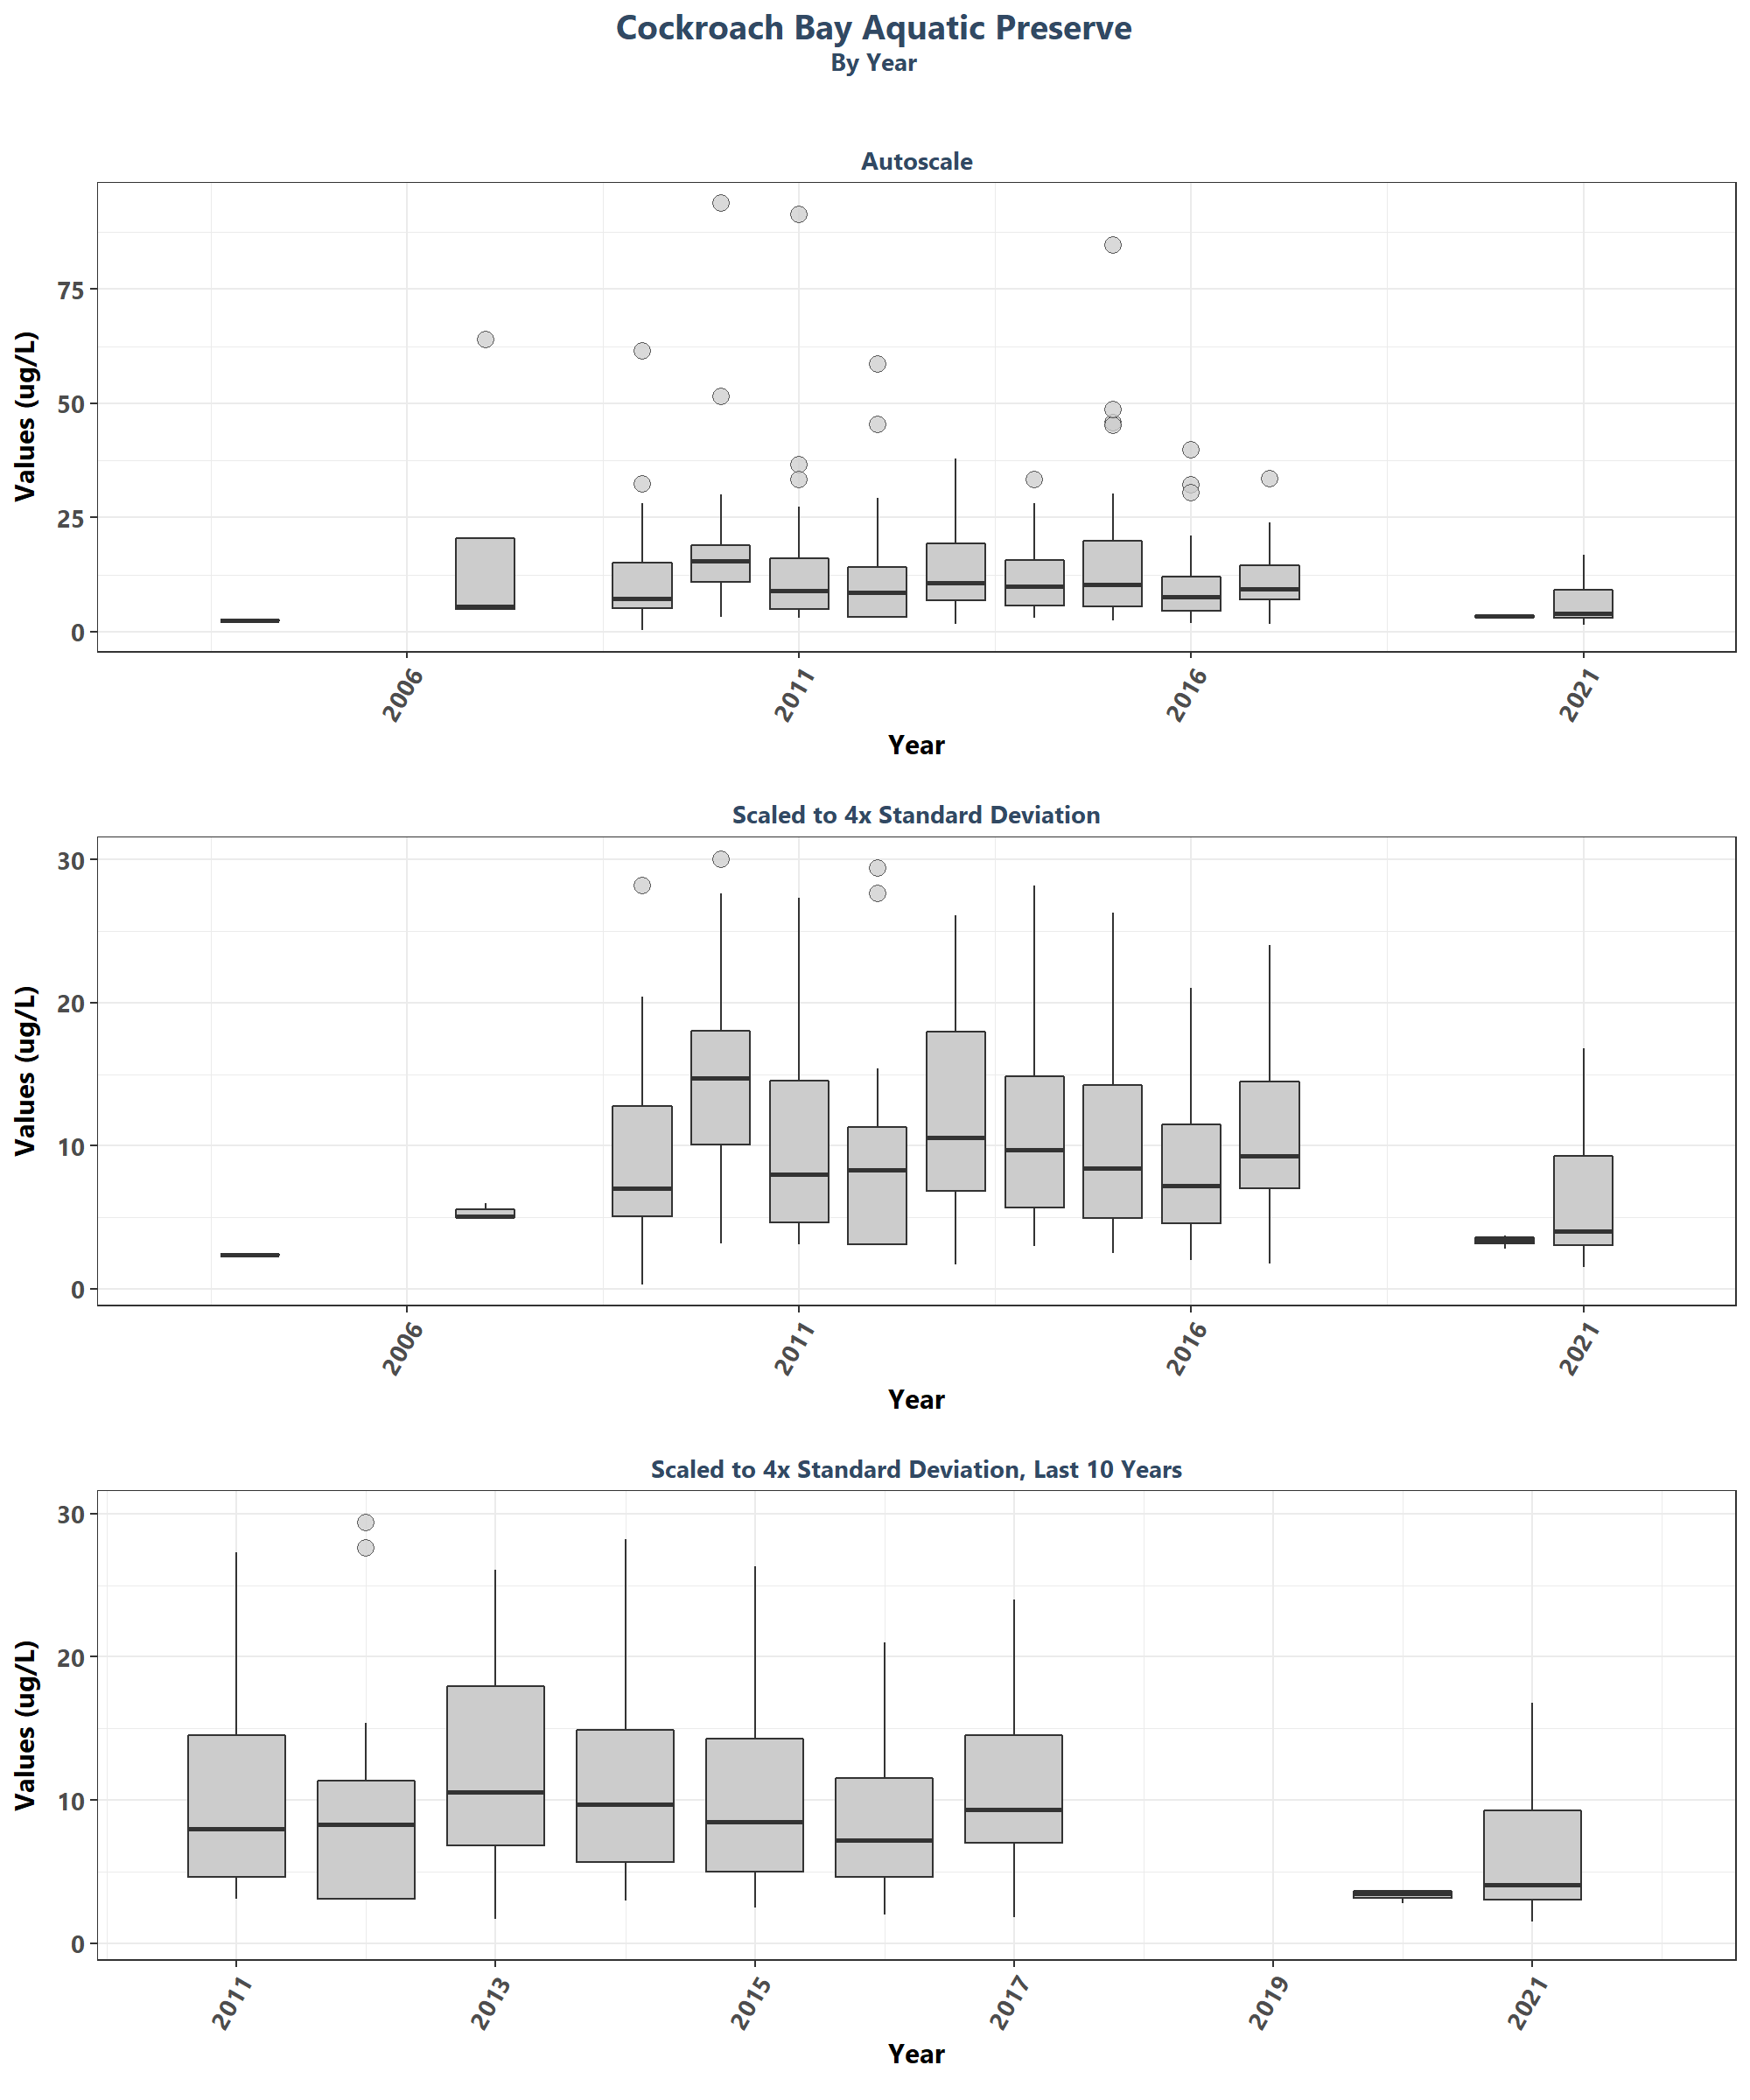 Cockroach Bay Aquatic Preserve
By Year
Autoscale
Values (ug/L)
75
50
25
0
2006
2011
2016
2021
Year
Scaled to 4x Standard Deviation
Values (ug/L)
30
20
10
0
2006
2011
2016
2021
Year
Scaled to 4x Standard Deviation, Last 10 Years
Values (ug/L)
30
20
10
0
2011
2013
2015
2017
2019
2021
Year